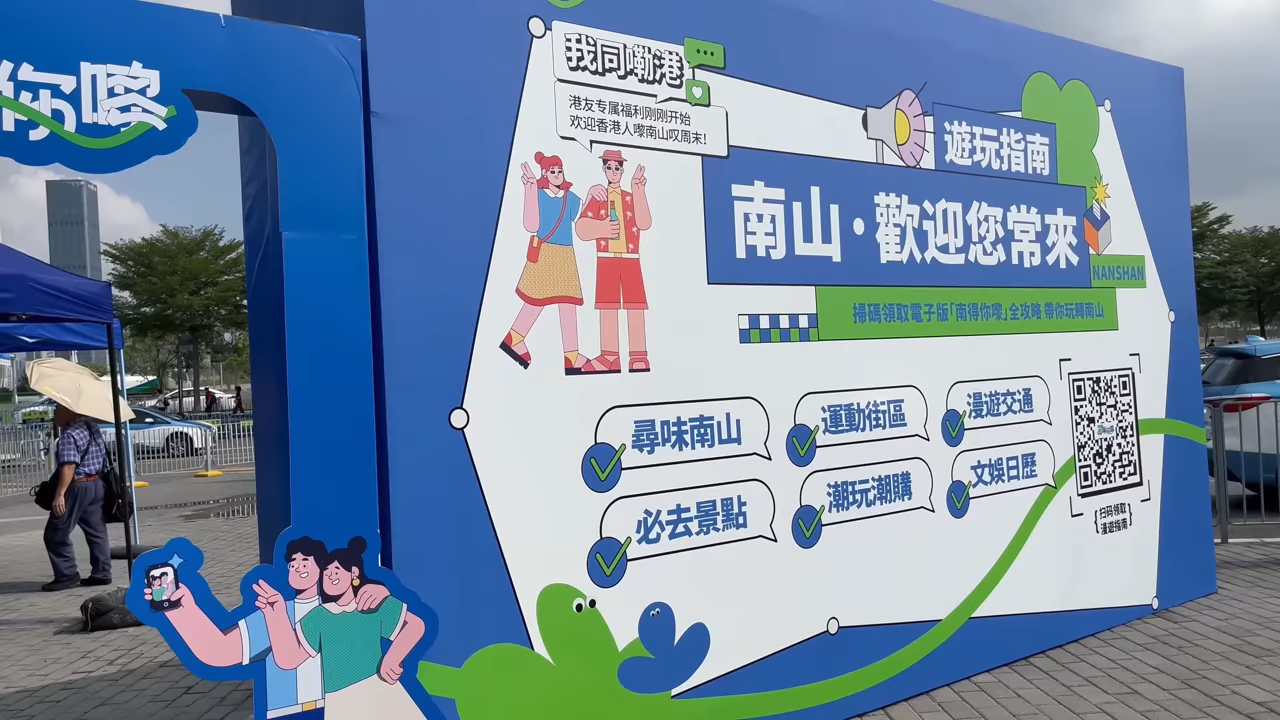 你嚟
我同嘞港
港友专属福利刚刚开始
欢迎香港人嚟南山叹周末!
遊玩指南
南山·歡迎您常來
NANSHAN
掃碼領取電子版「南得你嚟」全攻略 帶你玩轉南山
尋味南山
運動街區
漫遊交通
必去景點
潮玩潮購
文娛日歷
扫码领取
漫遊指南